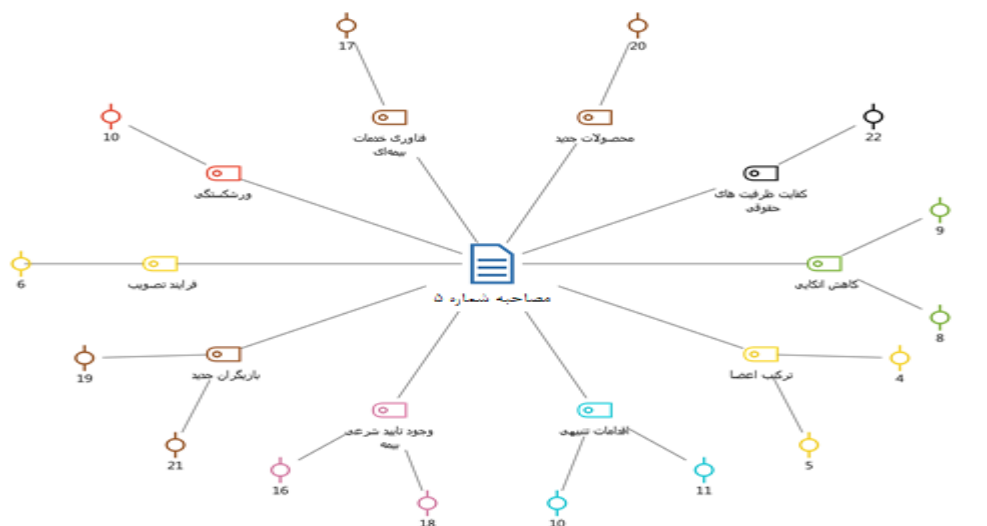 17
20
فناوری خدمات
بیمه‌ای
محصولات جدید
10
22
ورشکستگی
کفایت ظرفیت های
حقوقی
9
6
فرایند تصویب
مصاحبه شماره ۵
کاهش اتکایی
8
19
بازیگران جدید
ترکیب اعضا
4
21
وجود تایید شرعی
بیمه
اقدامات تنبیهی
5
16
18
10
11